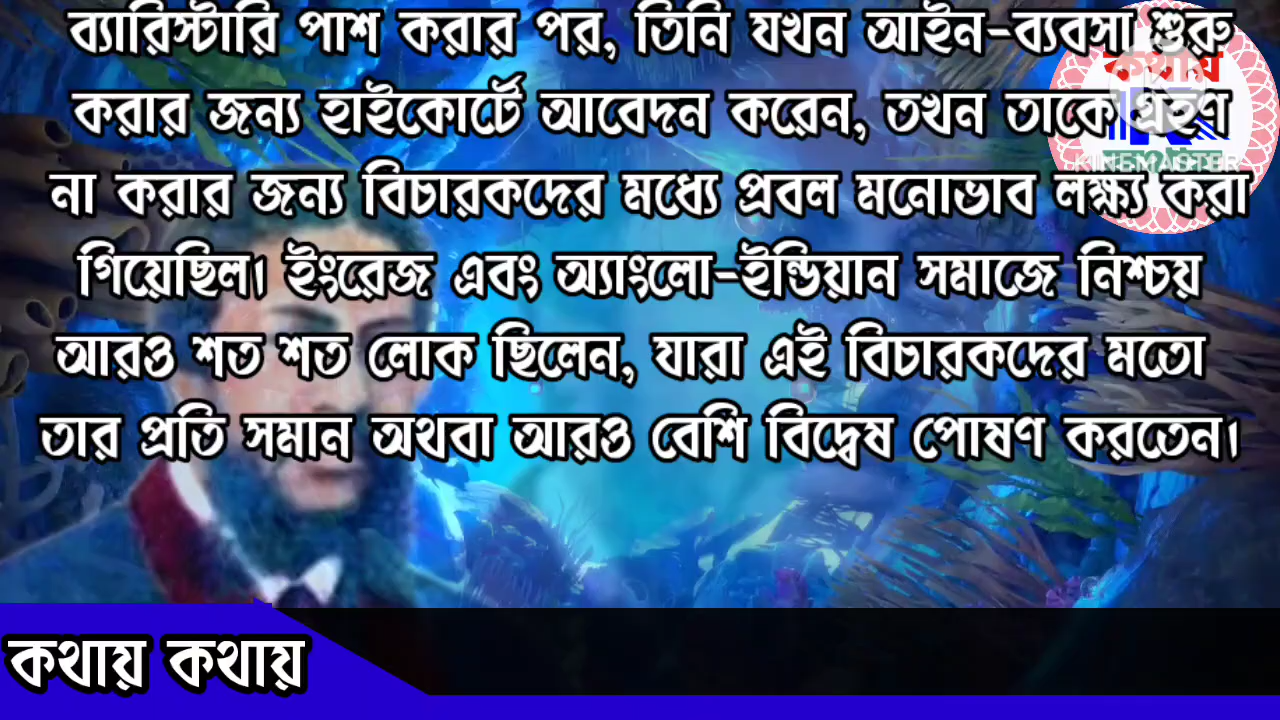 ব্যারিস্টারি পাশ করার পর, তিনি যখন আইন-ব্যবসা শুরু
করার জন্য হাইকোর্টে আবেদন করেন, তখন তাকে গ্রহণ
না করার জন্য বিচারকদের মধ্যে প্রবল মনোভাব লক্ষ্য করা
গিয়েছিল। ইংরেজ এবং অ্যাংলো-ইন্ডিয়ান সমাজে নিশ্চয়
আরও শত শত লোক ছিলেন, যারা এই বিচারকদের মতো
তার প্রতি সমান অথবা আরও বেশি বিদ্বেষ পোষণ করতেন।
কথায়
KINEMASTER
কথায় কথায়